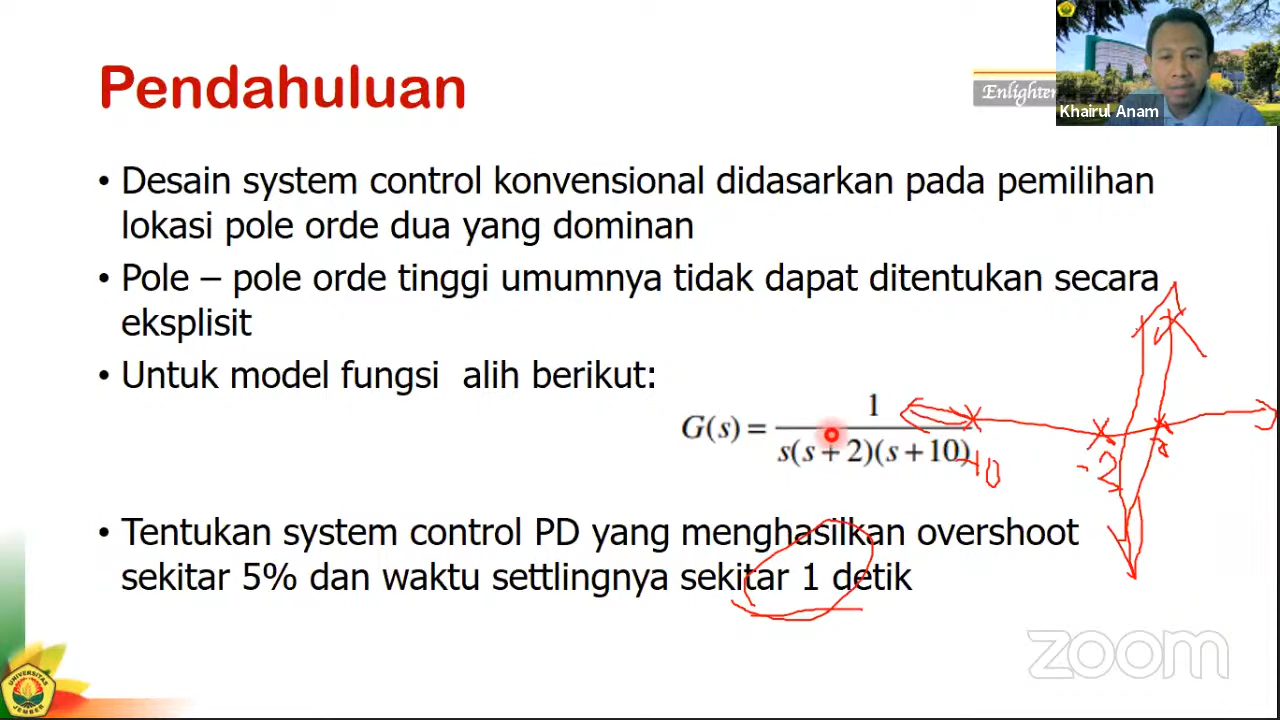 Pendahuluan
Enlighten
Khairul Anam
• Desain system control konvensional didasarkan pada pemilihan
lokasi pole orde dua yang dominan
• Pole – pole orde tinggi umumnya tidak dapat ditentukan secara
eksplisit
• Untuk model fungsi alih berikut:
G(s) = 1 / s(s + 2)(s + 10)
-10
-2
• Tentukan system control PD yang menghasilkan overshoot
sekitar 5% dan waktu settlingnya sekitar 1 detik
zoom
UNIVERSITAS
JEMBER